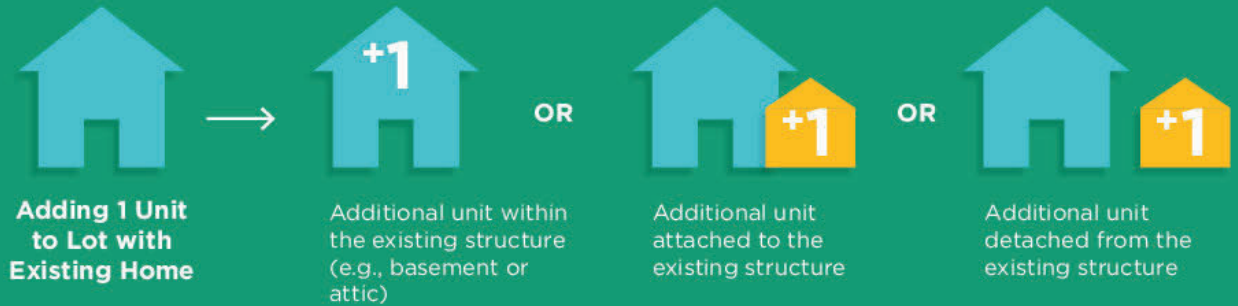 +1
OR
+1
OR
+1
Adding 1 Unit
to Lot with
Existing Home
Additional unit within
the existing structure
(e.g., basement or
attic)
Additional unit
attached to the
existing structure
Additional unit
detached from the
existing structure